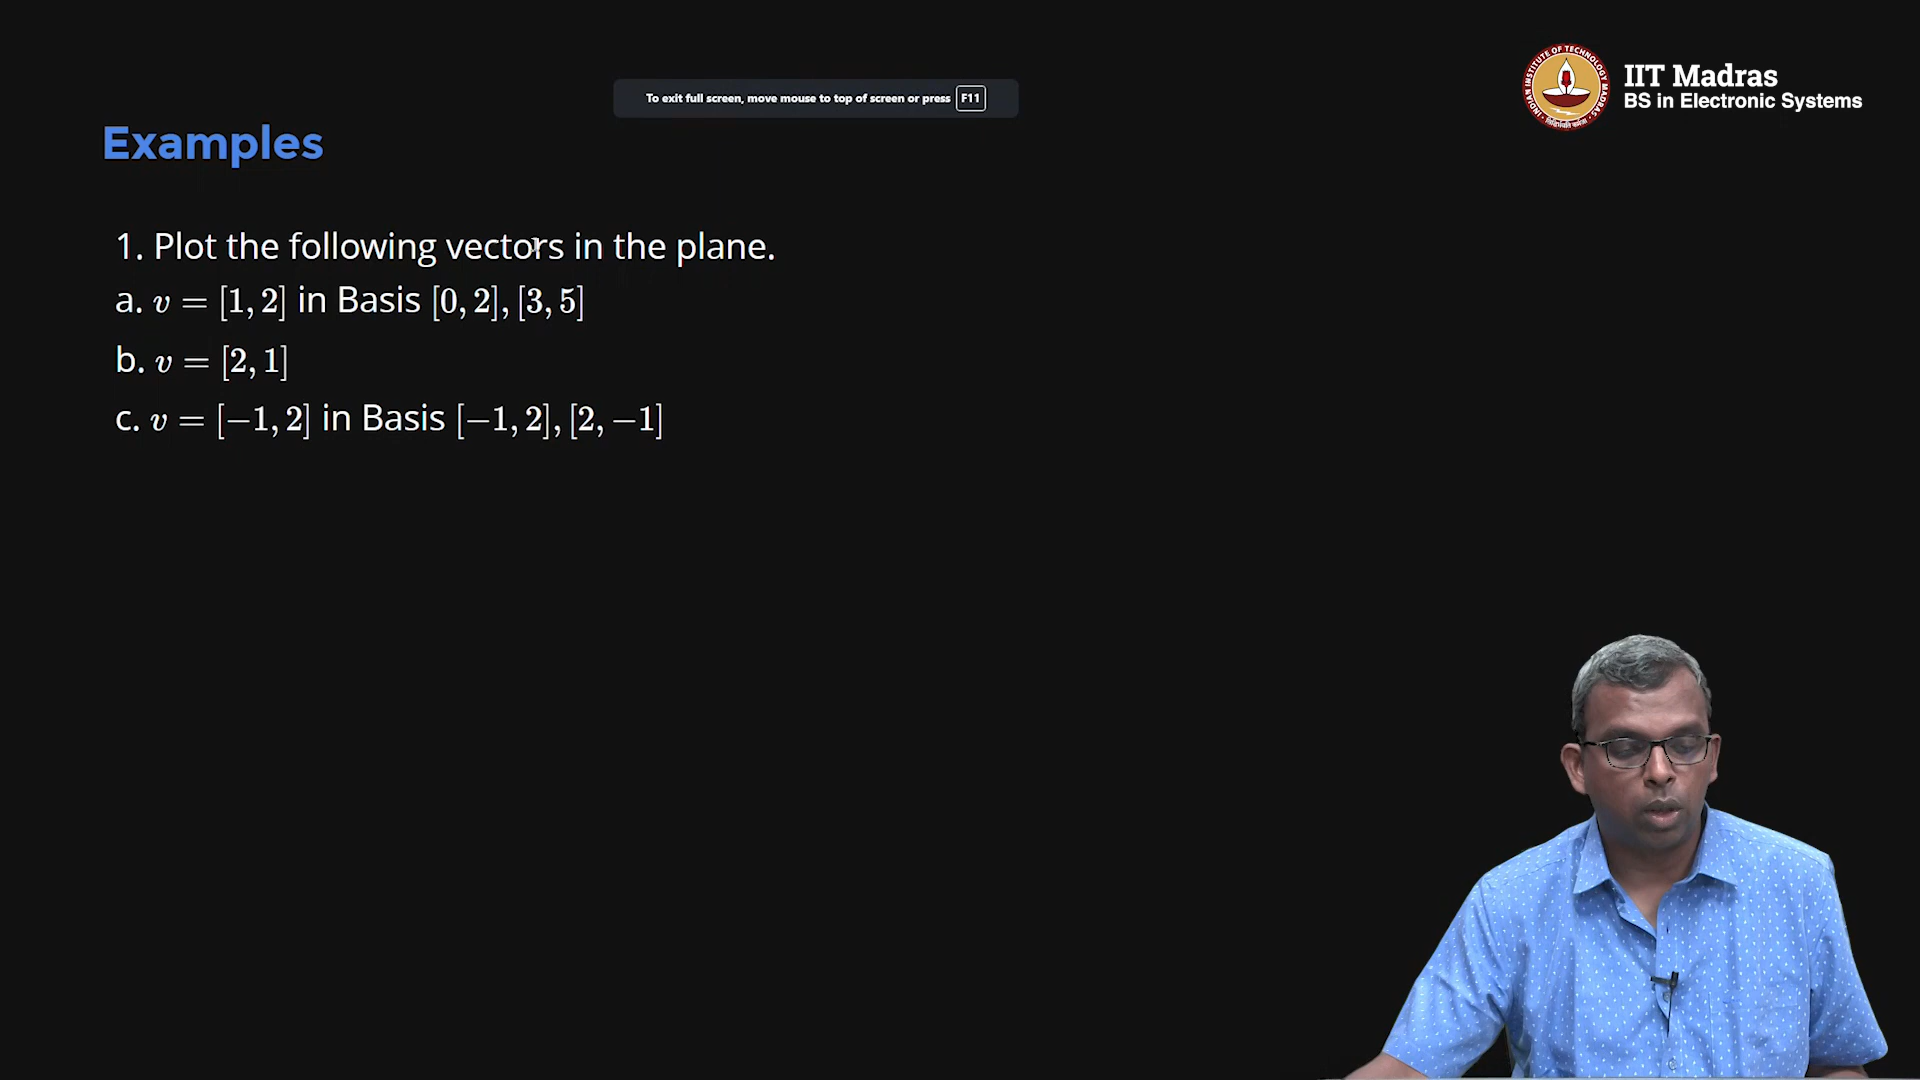 IIT Madras
BS in Electronic Systems
To exit full screen, move mouse to top of screen or press F11
Examples
1. Plot the following vectors in the plane.
a. v = [1, 2] in Basis [0, 2], [3, 5]
b. v = [2, 1]
c. v = [−1, 2] in Basis [−1, 2], [2, −1]